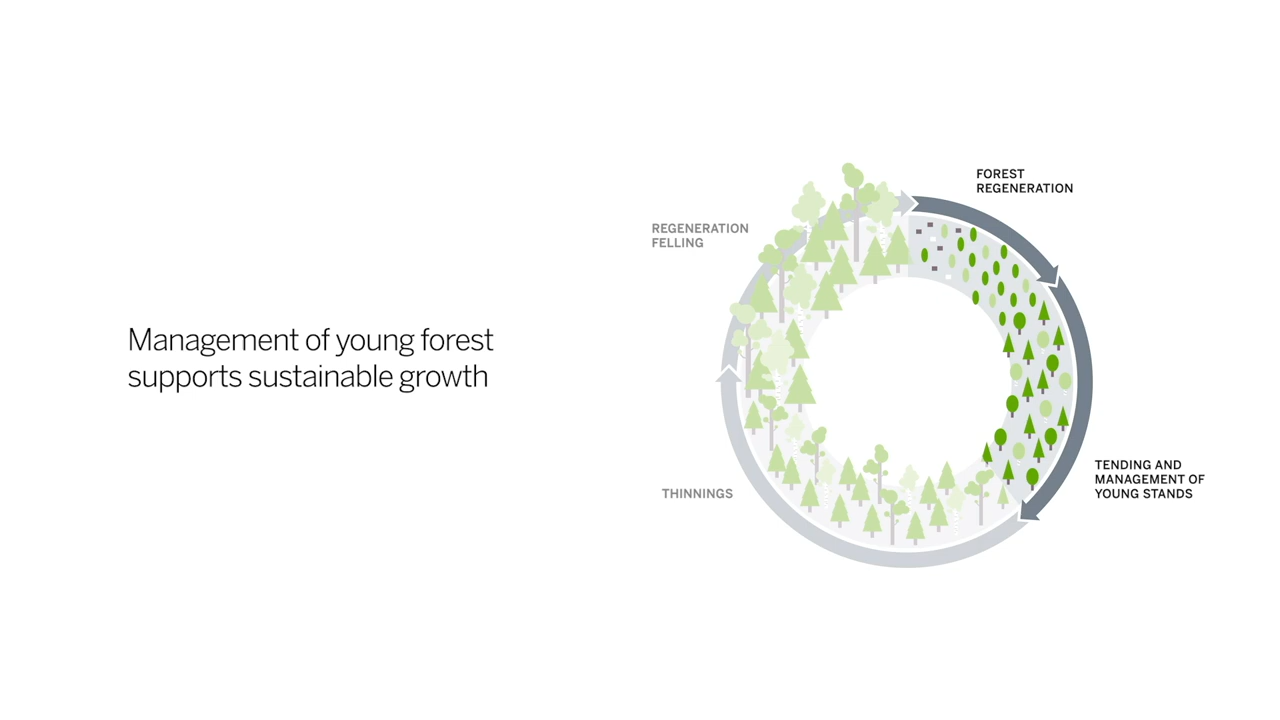 Management of young forest
supports sustainable growth
FOREST
REGENERATION
REGENERATION
FELLING
TENDING AND
MANAGEMENT OF
YOUNG STANDS
THINNINGS